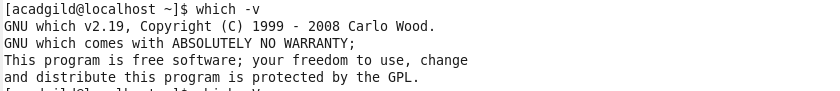 [acadgild@localhost ~]$ which -v
GNU which v2.19, Copyright (C) 1999 - 2008 Carlo Wood.
GNU which comes with ABSOLUTELY NO WARRANTY;
This program is free software; your freedom to use, change
and distribute this program is protected by the GPL.